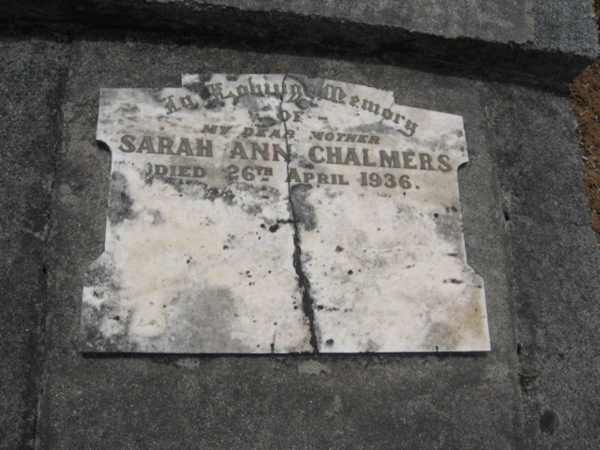 In Loving Memory
OF
MY DEAR MOTHER
SARAH ANN CHALMERS
DIED 26TH APRIL 1936.